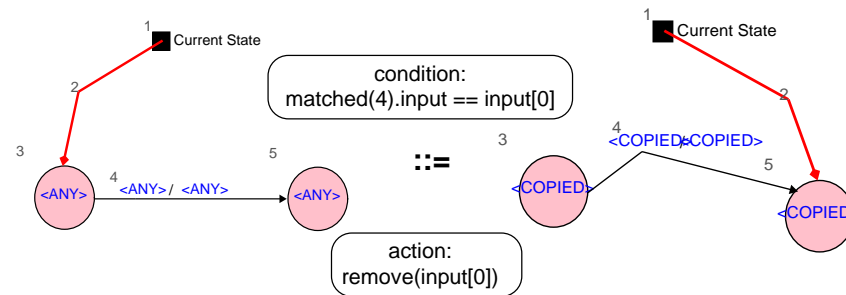 1
Current State
2
3
4
5
<ANY>
<ANY> / <ANY>
<ANY>
condition:
matched(4).input == input[0]
::=
action:
remove(input[0])
1
Current State
2
3
4
<COPIED>/<COPIED>
5
<COPIED>
<COPIED